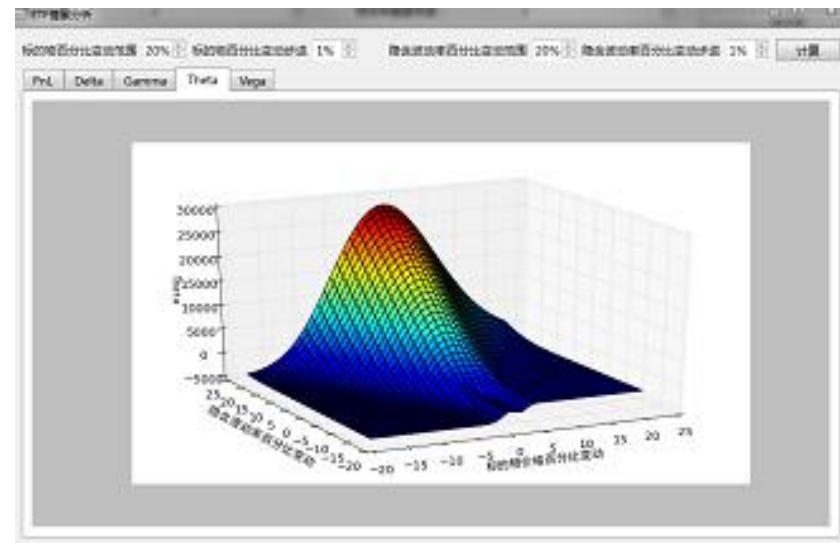 标的物百分比变动范围 20% 标的物百分比变动步进 1% 隐含波动率百分比变动范围 20% 隐含波动率百分比变动步进 1% 计算
PnL Delta Gamma Theta Vega
30000
25000
20000
15000
10000
5000
0
-5000
25 20 15 10 5 0 -5 -10 -15 -20
隐含波动率百分比变动
-20 -15 -10 -5 0 5 10 15 20 25
标的物价格百分比变动